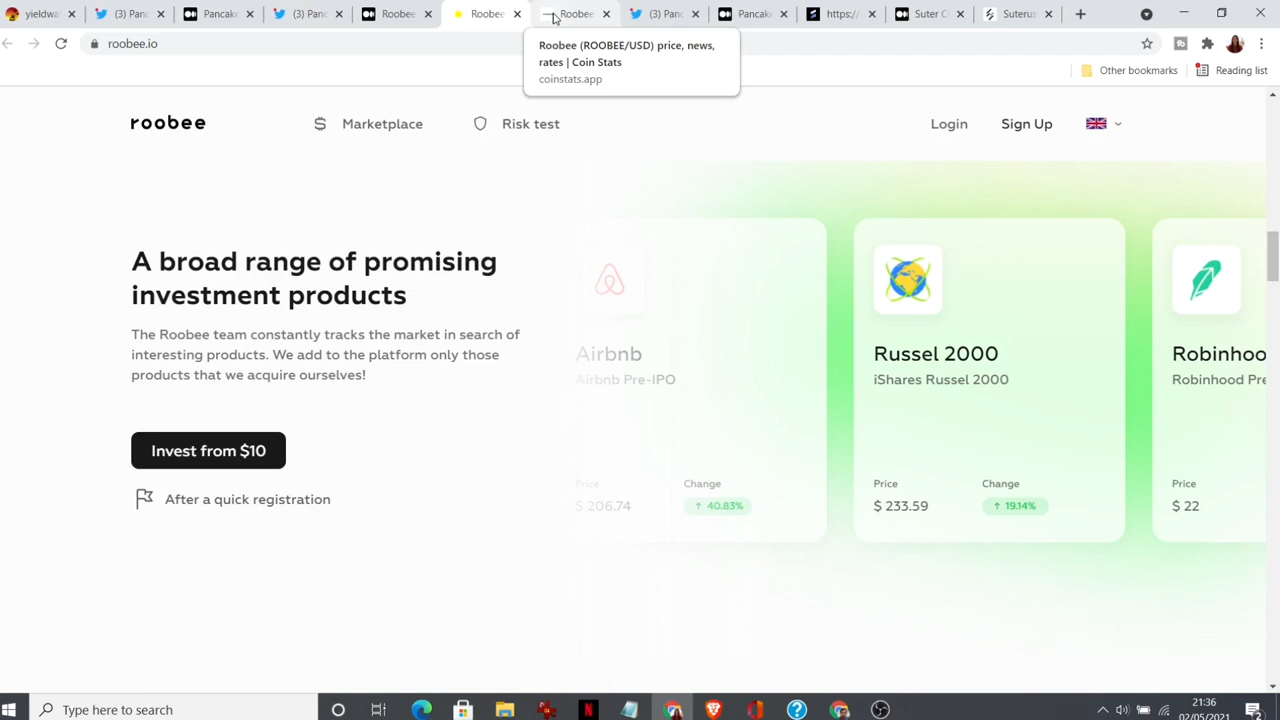 yieldwa
(3) Panc
Pancake
(3) Panc
Roobee
Roobee
Roobee
(3) Panc
Pancake
https:/
Suter C
Suterus
roobee.io
Roobee (ROOBEE/USD) price, news,
rates | Coin Stats
coinstats.app
Other bookmarks
Reading list
roobee
Marketplace
Risk test
Login
Sign Up
A broad range of promising
investment products
The Roobee team constantly tracks the market in search of
interesting products. We add to the platform only those
products that we acquire ourselves!
Invest from $10
After a quick registration
Airbnb
Airbnb Pre-IPO
Price
Change
$ 206.74
↑ 40.83%
Russel 2000
iShares Russel 2000
Price
Change
$ 233.59
↑ 19.14%
Robinhoo
Robinhood Pre
Price
$ 22
Type here to search
21:36
02/05/2021